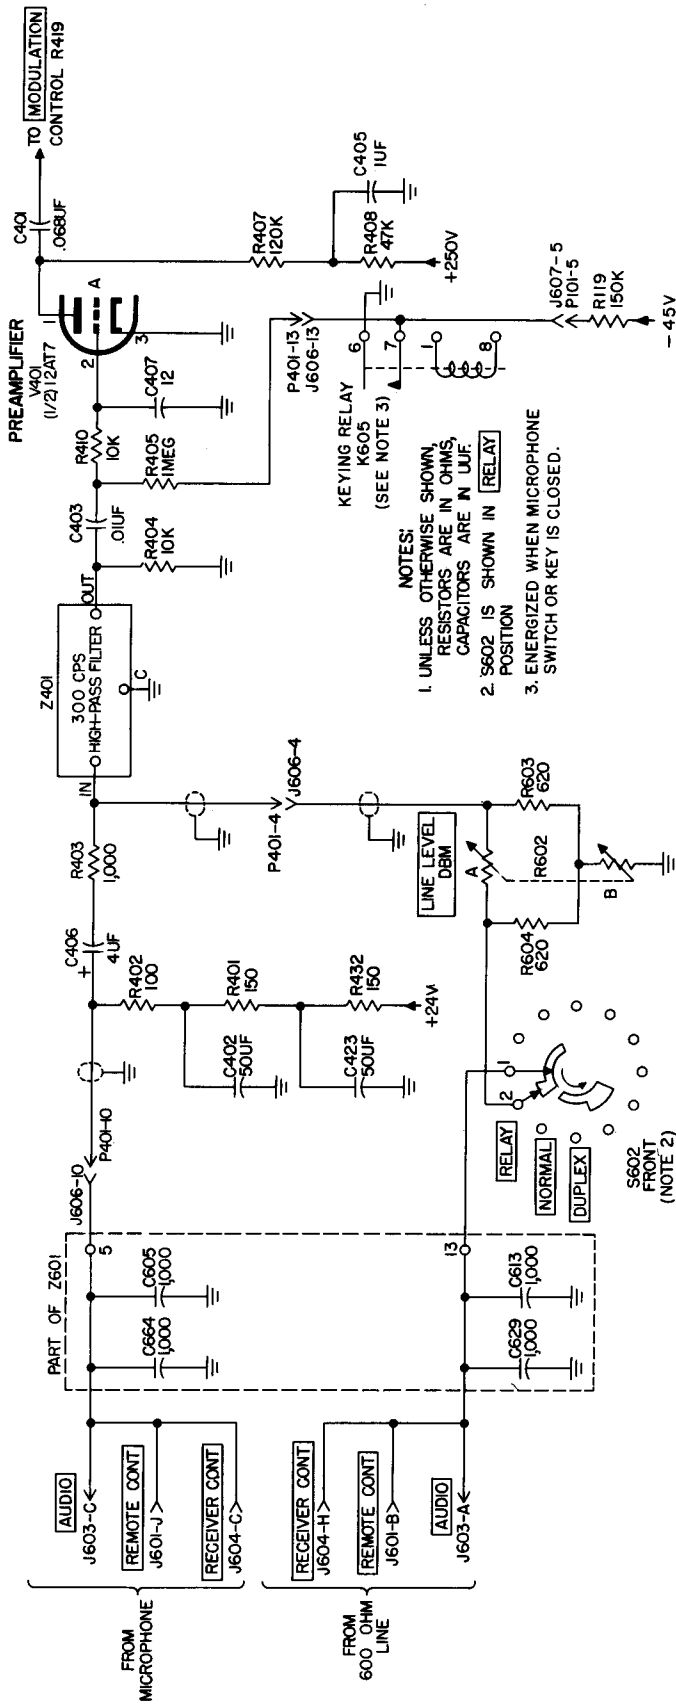 FROM
MICROPHONE
AUDIO
J603-C
REMOTE CONT
J601-J
RECEIVER CONT
J604-C
FROM
600 OHM
LINE
RECEIVER CONT
J604-H
REMOTE CONT
J601-B
AUDIO
J603-A
PART OF Z601
C664
1,000
C605
1,000
5
C629
1,000
C613
1,000
13
J606-10
P401-10
C406
+
4UF
R403
1,000
R402
100
R401
150
R432
150
+24V
C402
50UF
C423
50UF
Z401
IN
300 CPS
HIGH-PASS FILTER
OUT
C
P401-4
J606-4
LINE LEVEL
DBM
A
R602
B
R603
620
R604
620
RELAY
NORMAL
DUPLEX
2
1
S602
FRONT
(NOTE 2)
C403
.01UF
R404
10K
R410
10K
R405
1MEG
C407
12
PREAMPLIFIER
V401
(1/2) 12AT7
1
2
3
A
C401
.068UF
TO MODULATION
CONTROL R419
R407
120K
C405
1UF
R408
47K
+250V
P401-13
J606-13
KEYING RELAY
K605
(SEE NOTE 3)
6
7
1
8
J607-5
P101-5
R119
150K
-45V
NOTES:
1. UNLESS OTHERWISE SHOWN,
RESISTORS ARE IN OHMS,
CAPACITORS ARE IN UUF.
2. S602 IS SHOWN IN RELAY
POSITION
3. ENERGIZED WHEN MICROPHONE
SWITCH OR KEY IS CLOSED.